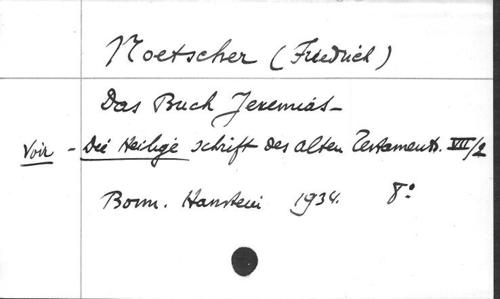 Noetscher (Friedrich)
Das Buch Jeremias -
Voir - Die Heilige Schrift des alten Testaments. VII/2
Bonn. Hanstein 1934. 8°